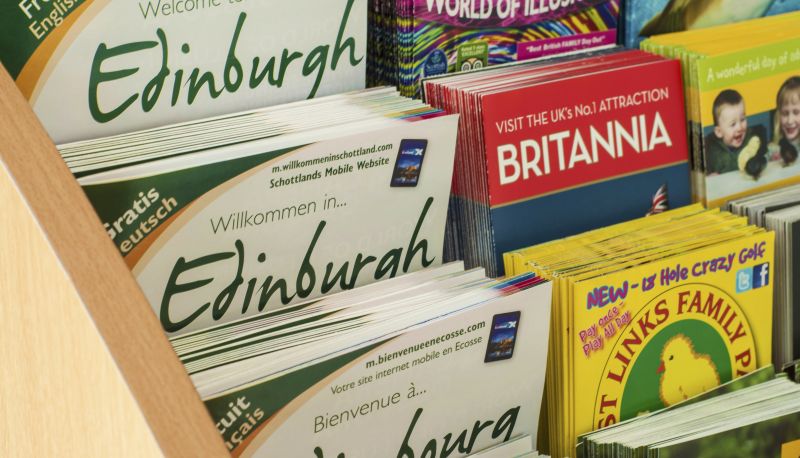 Welcome to
English
Edinburgh
m.willkommeninschottland.com
Schottlands Mobile Website
Gratis
Deutsch
Willkommen in...
Edinburgh
m.bienvenueenecosse.com
Votre site internet mobile en Ecosse
Bienvenue à...
WORLD OF
"Best British FAMILY Day Out"
VISIT THE UK's No.1 ATTRACTION
BRITANNIA
A wonderful day of
NEW - 18 Hole Crazy Golf
Pay once -
Play All Day
LINKS FAMILY